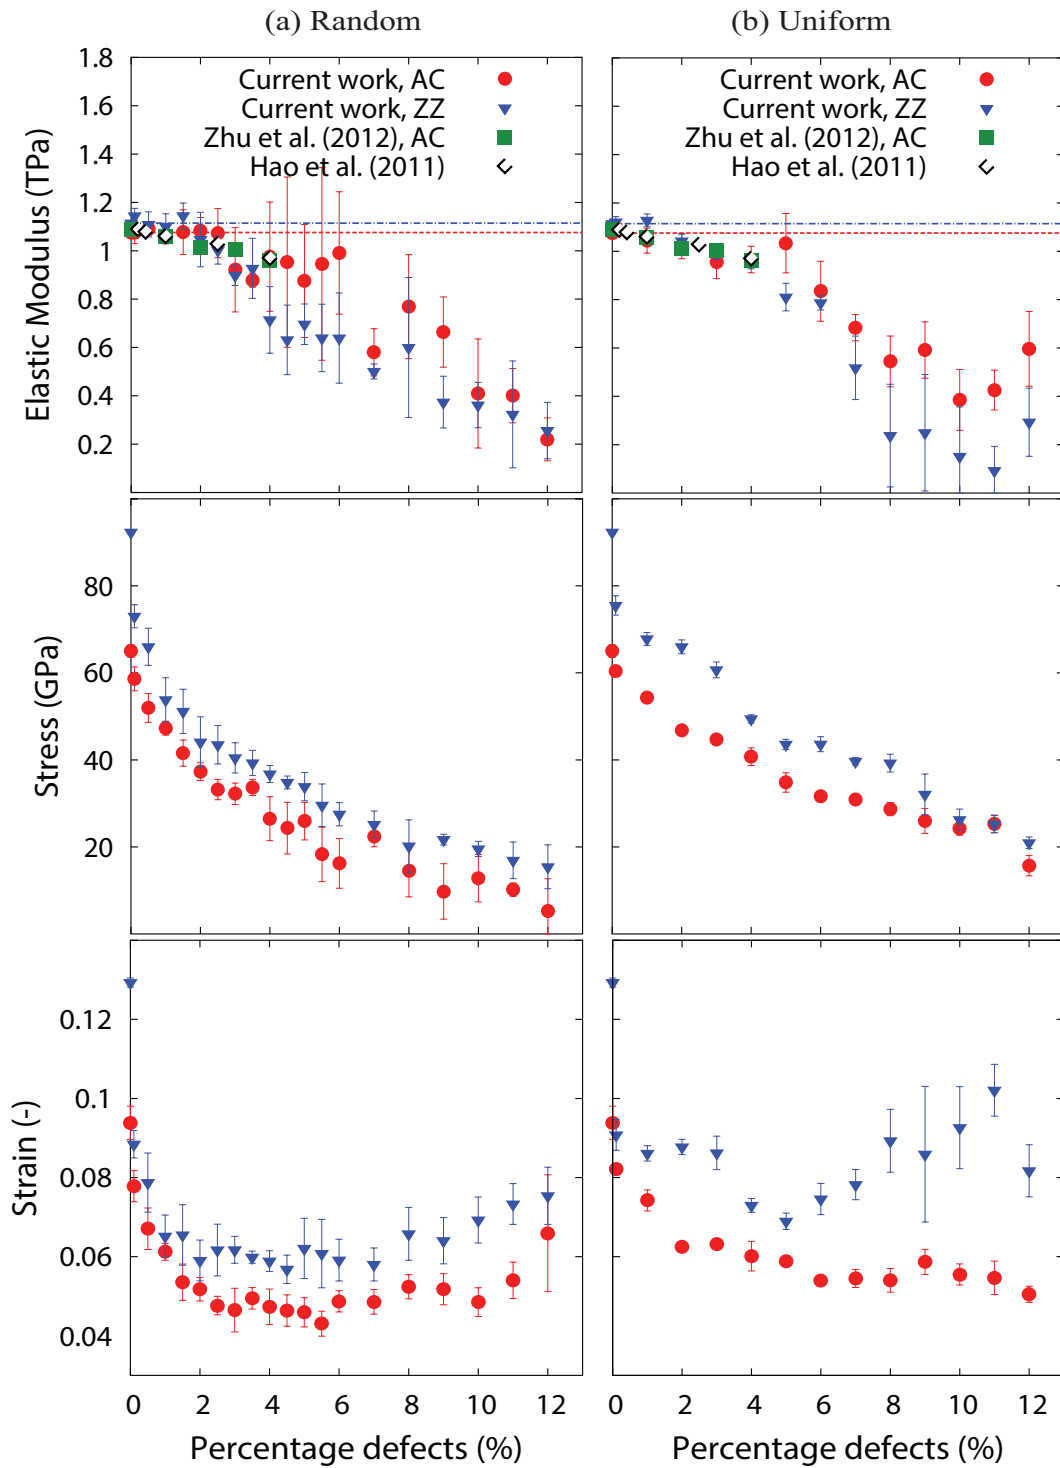 (a) Random
(b) Uniform
Elastic Modulus (TPa)
1.8
1.6
1.4
1.2
1
0.8
0.6
0.4
0.2
Current work, AC
Current work, ZZ
Zhu et al. (2012), AC
Hao et al. (2011)
Current work, AC
Current work, ZZ
Zhu et al. (2012), AC
Hao et al. (2011)
Stress (GPa)
80
60
40
20
Strain (-)
0.12
0.1
0.08
0.06
0.04
0 2 4 6 8 10 12
0 2 4 6 8 10 12
Percentage defects (%)
Percentage defects (%)